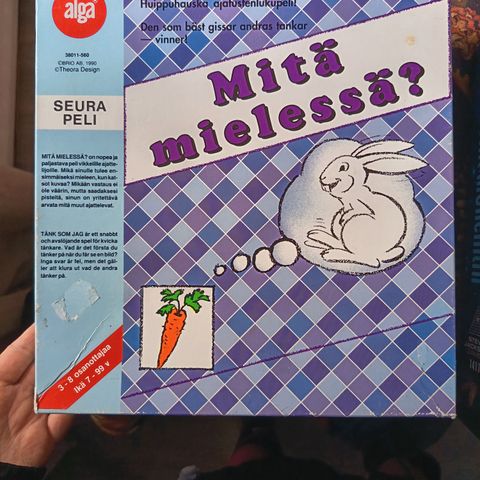 alga
38011-560
©BRIO AB, 1990
©Theora Design
SEURA
PELI
MITÄ MIELESSÄ? on nopea ja
paljastava peli vikkelille ajatte-
lijoille. Mikä sinulle tulee en-
simmäiseksi mieleen, kun kat-
sot kuvaa? Mikään vastaus ei
ole väärin, mutta saadaksesi
pisteitä, sinun on yritettävä
arvata mitä muut ajattelevat.
TÄNK SOM JAG är ett snabbt
och avslöjande spel för kvicka
tänkare. Vad är det första du
tänker på när du får se en bild?
Inga svar är fel, men det gäl-
ler att klura ut vad de andra
tänker på.
3 - 8 osanottajaa
Ikä 7 - 99 v
Huippuhauska ajatustenlukupeli!
Den som bäst gissar andras tankar
— vinner!
Mitä
mielessä?